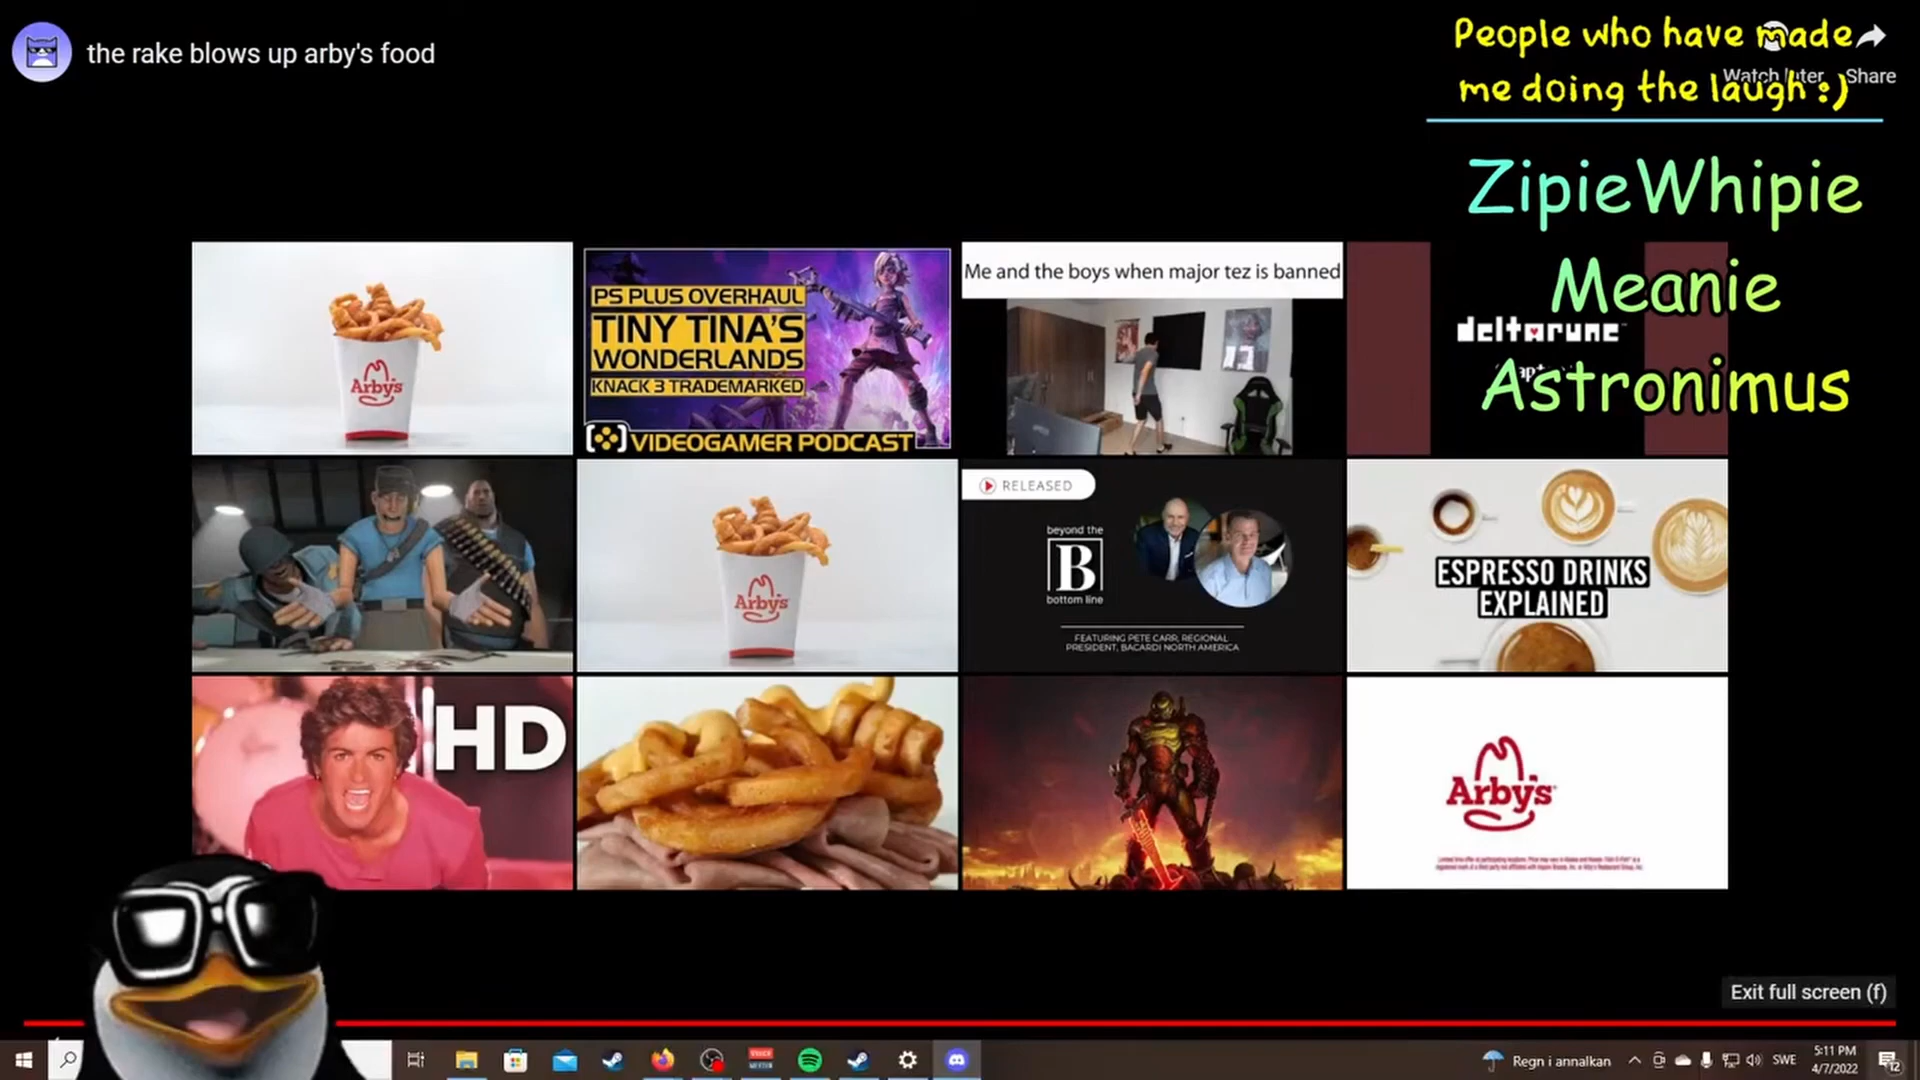 the rake blows up arby's food
People who have made
me doing the laugh :)
Watch later
Share
ZipieWhipie
Meanie
Astronimus
Arby's
PS PLUS OVERHAUL
TINY TINA'S
WONDERLANDS
KNACK 3 TRADEMARKED
VIDEOGAMER PODCAST
Me and the boys when major tez is banned
deltarune
Arby's
RELEASED
beyond the
B
bottom line
FEATURING PETE CARR, REGIONAL
PRESIDENT, BACARDI NORTH AMERICA
ESPRESSO DRINKS
EXPLAINED
HD
Arby's
Exit full screen (f)
Regn i annalkan
SWE
5:11 PM
4/7/2022
12